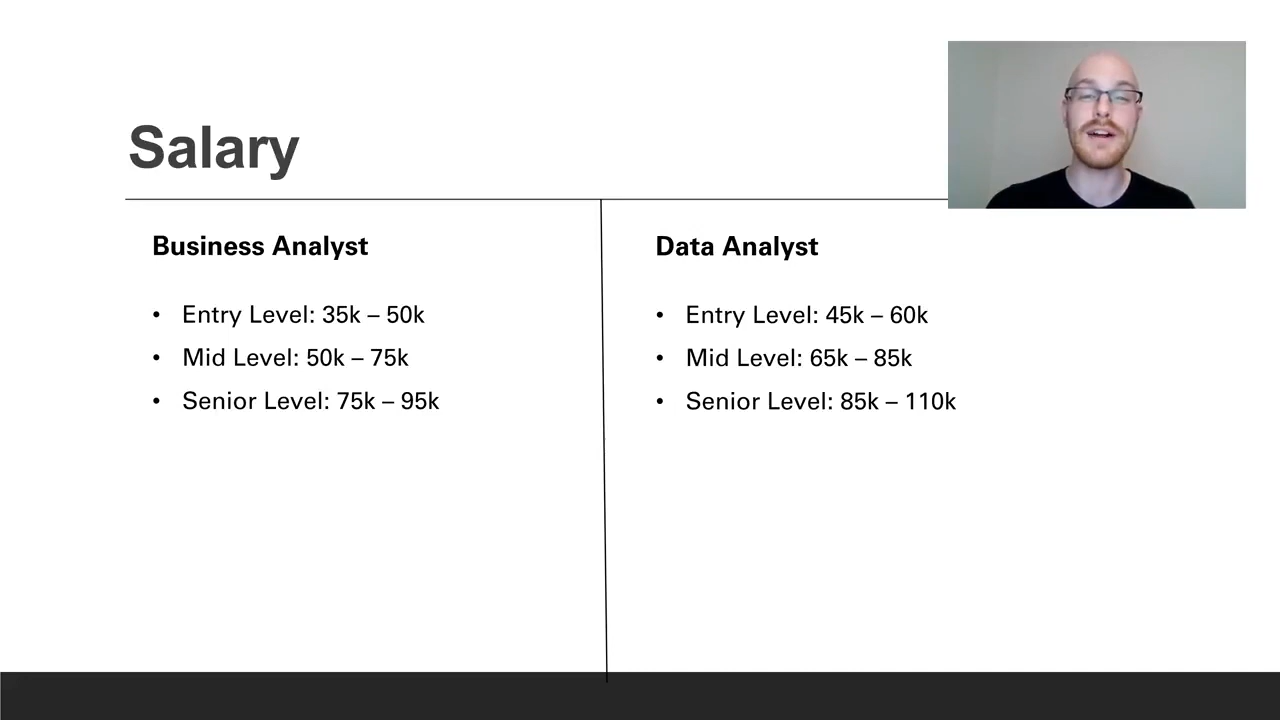 Salary
Business Analyst
• Entry Level: 35k – 50k
• Mid Level: 50k – 75k
• Senior Level: 75k – 95k
Data Analyst
• Entry Level: 45k – 60k
• Mid Level: 65k – 85k
• Senior Level: 85k – 110k